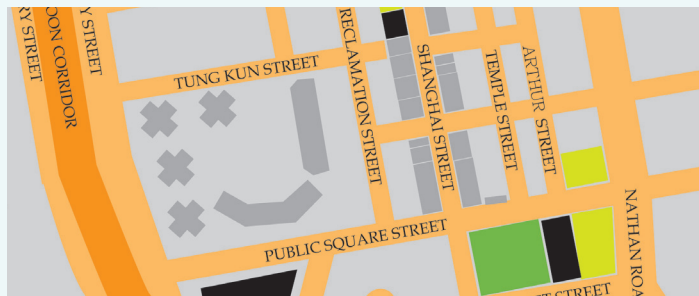 RY STREET
OON CORRIDOR
Y STREET
TUNG KUN STREET
RECLAMATION STREET
SHANGHAI STREET
TEMPLE STREET
ARTHUR STREET
PUBLIC SQUARE STREET
NATHAN ROA
STREET